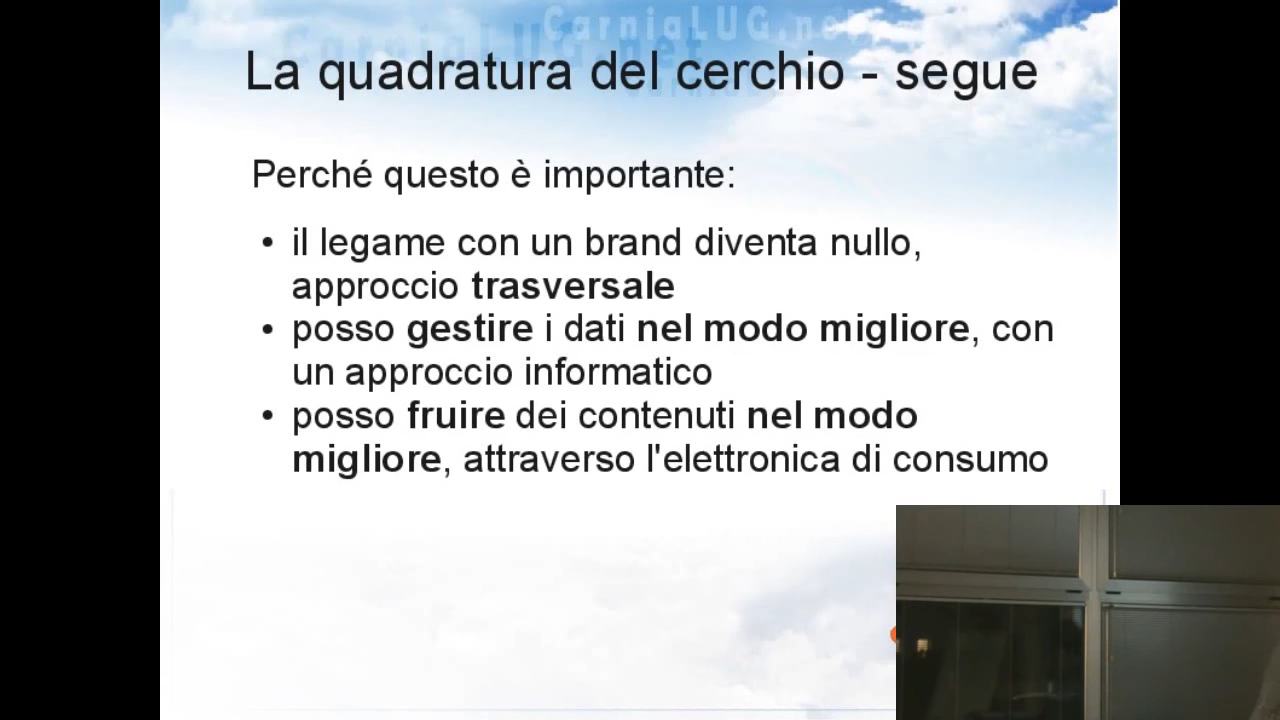 CarniaLUG.net
La quadratura del cerchio - segue
Perché questo è importante:
• il legame con un brand diventa nullo,
approccio trasversale
• posso gestire i dati nel modo migliore, con
un approccio informatico
• posso fruire dei contenuti nel modo
migliore, attraverso l'elettronica di consumo